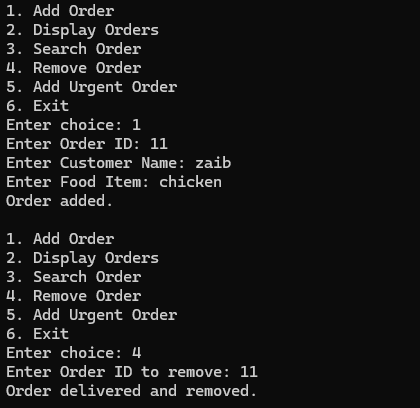 1. Add Order
2. Display Orders
3. Search Order
4. Remove Order
5. Add Urgent Order
6. Exit
Enter choice: 1
Enter Order ID: 11
Enter Customer Name: zaib
Enter Food Item: chicken
Order added.

1. Add Order
2. Display Orders
3. Search Order
4. Remove Order
5. Add Urgent Order
6. Exit
Enter choice: 4
Enter Order ID to remove: 11
Order delivered and removed.